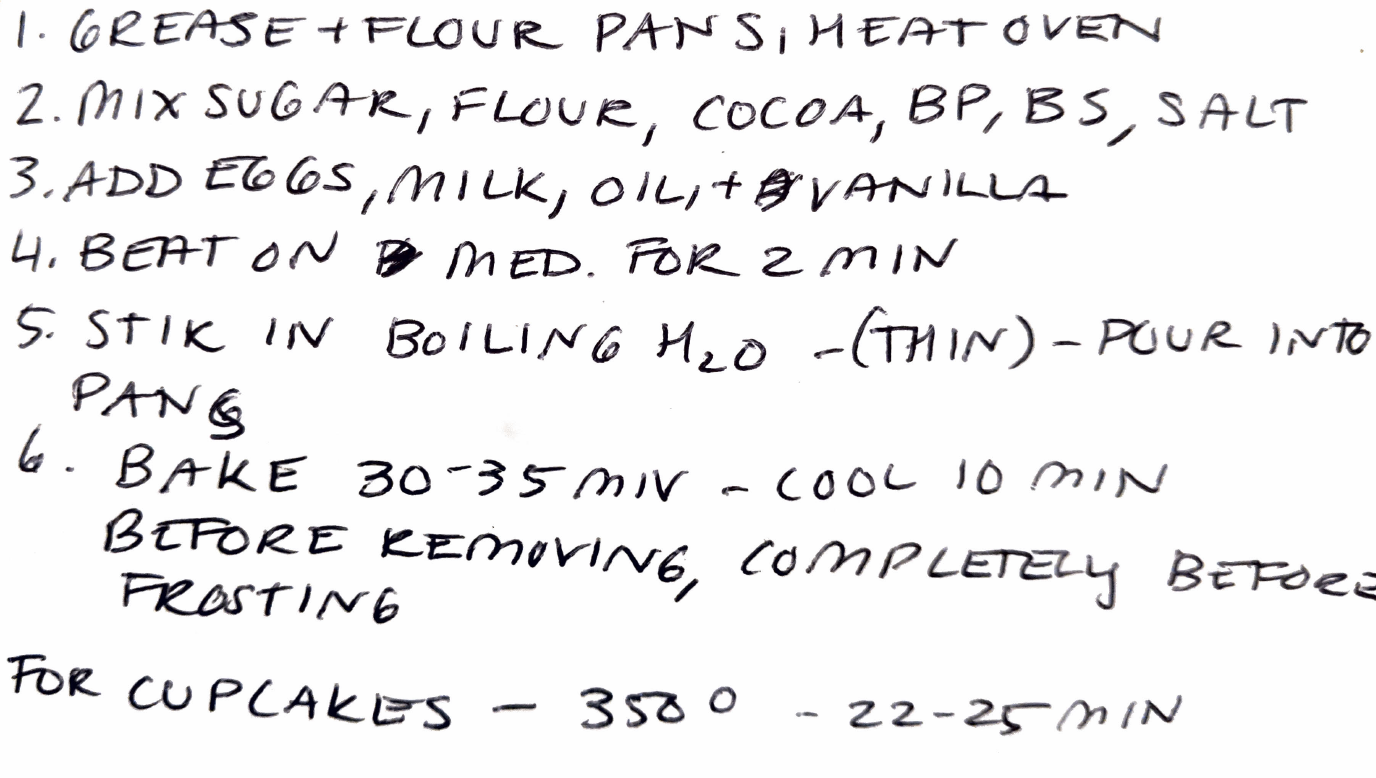 1. GREASE + FLOUR PANS; HEAT OVEN
2. MIX SUGAR, FLOUR, COCOA, BP, BS, SALT
3. ADD EGGS, MILK, OIL, + VANILLA
4. BEAT ON MED. FOR 2 MIN
5. STIR IN BOILING H₂O - (THIN) - POUR INTO
PANS
6. BAKE 30-35 MIN - COOL 10 MIN
BEFORE REMOVING, COMPLETELY BEFORE
FROSTING
FOR CUPCAKES - 350° - 22-25 MIN